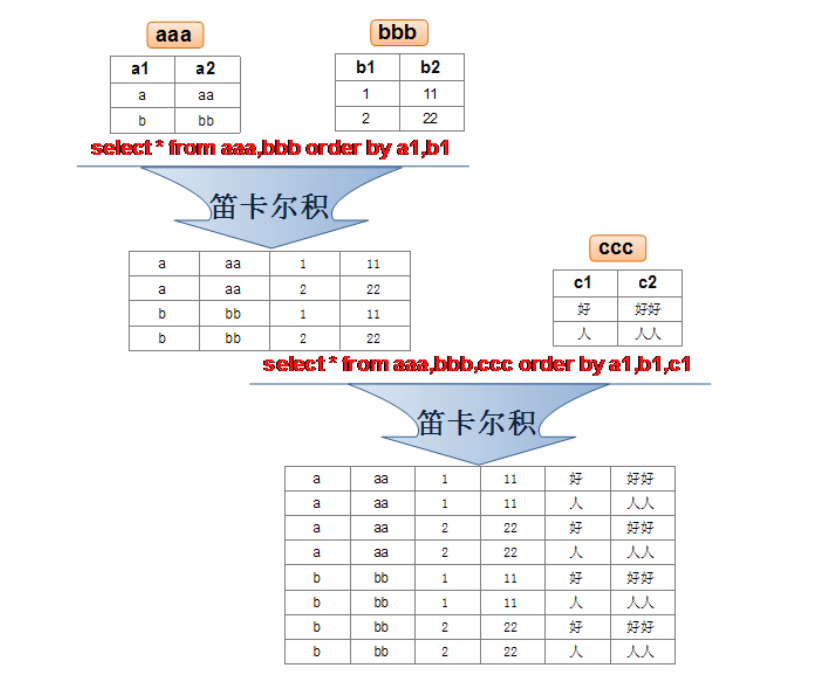 aaa bbb
a1 a2 b1 b2
a aa 1 11
b bb 2 22
select * from aaa,bbb order by a1,b1
笛卡尔积
a aa 1 11
a aa 2 22
b bb 1 11
b bb 2 22
ccc
c1 c2
好 好好
人 人人
select * from aaa,bbb,ccc order by a1,b1,c1
笛卡尔积
a aa 1 11 好 好好
a aa 1 11 人 人人
a aa 2 22 好 好好
a aa 2 22 人 人人
b bb 1 11 好 好好
b bb 1 11 人 人人
b bb 2 22 好 好好
b bb 2 22 人 人人